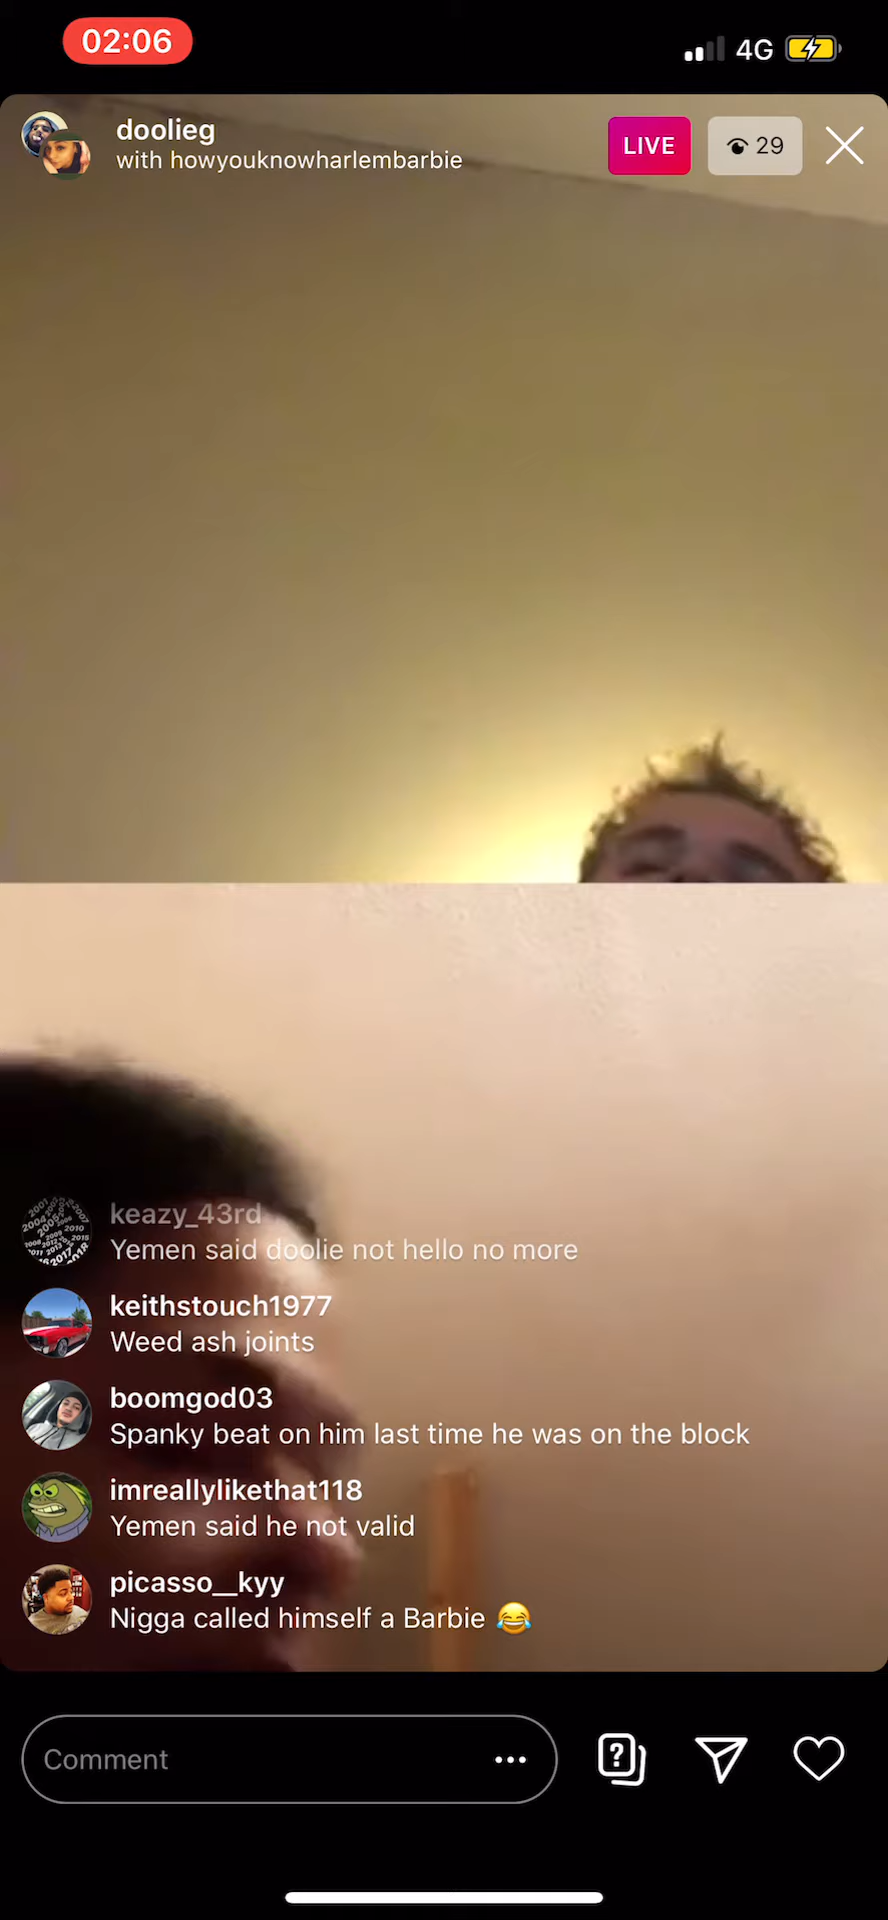 02:06
4G
doolieg
with howyouknowharlembarbie
LIVE
29
keazy_43rd
Yemen said doolie not hello no more
keithstouch1977
Weed ash joints
boomgod03
Spanky beat on him last time he was on the block
imreallylikethat118
Yemen said he not valid
picasso__kyy
Nigga called himself a Barbie 😂
Comment